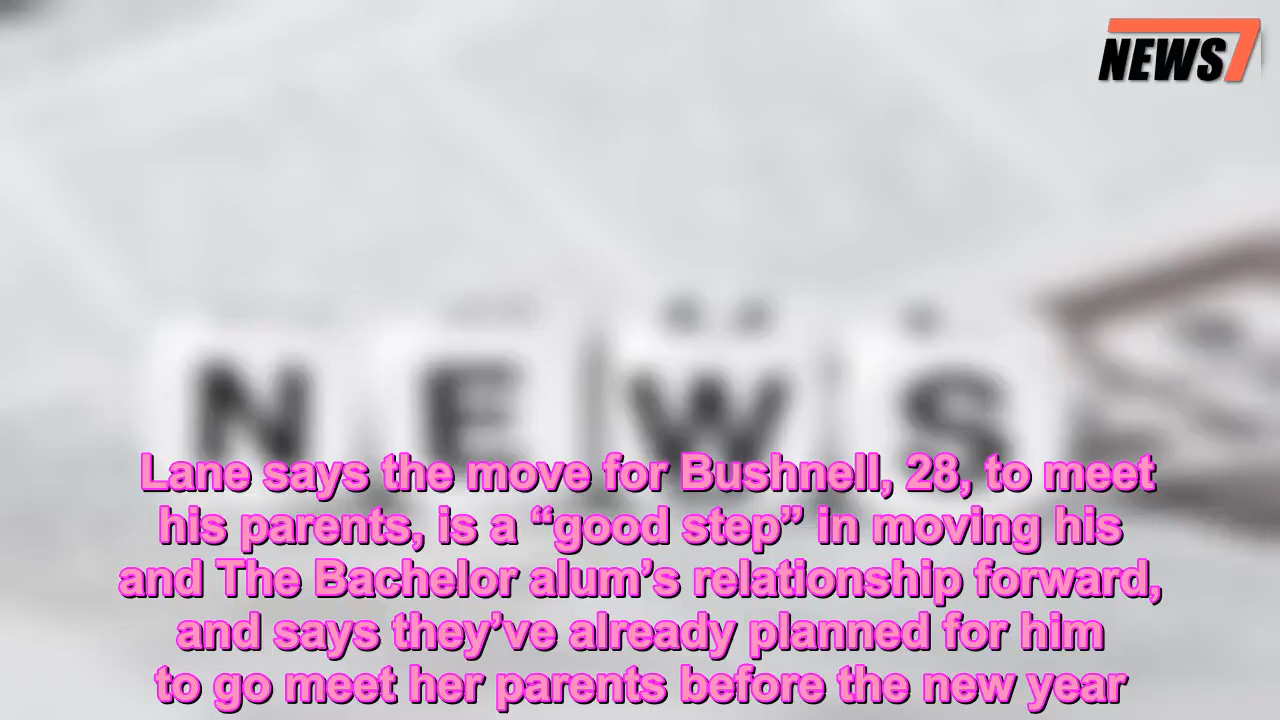 NEWS7
NEWS
Lane says the move for Bushnell, 28, to meet
his parents, is a “good step” in moving his
and The Bachelor alum’s relationship forward,
and says they’ve already planned for him
to go meet her parents before the new year